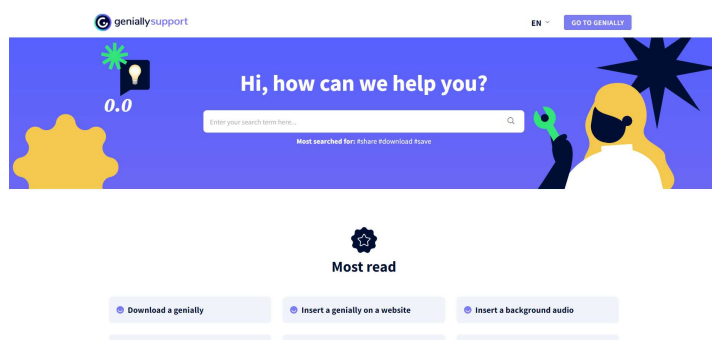 G geniallysupport
EN
GO TO GENIALLY
0.0
Hi, how can we help you?
Enter your search term here...
Most searched for: #share #download #save
Most read
Download a genially
Insert a genially on a website
Insert a background audio